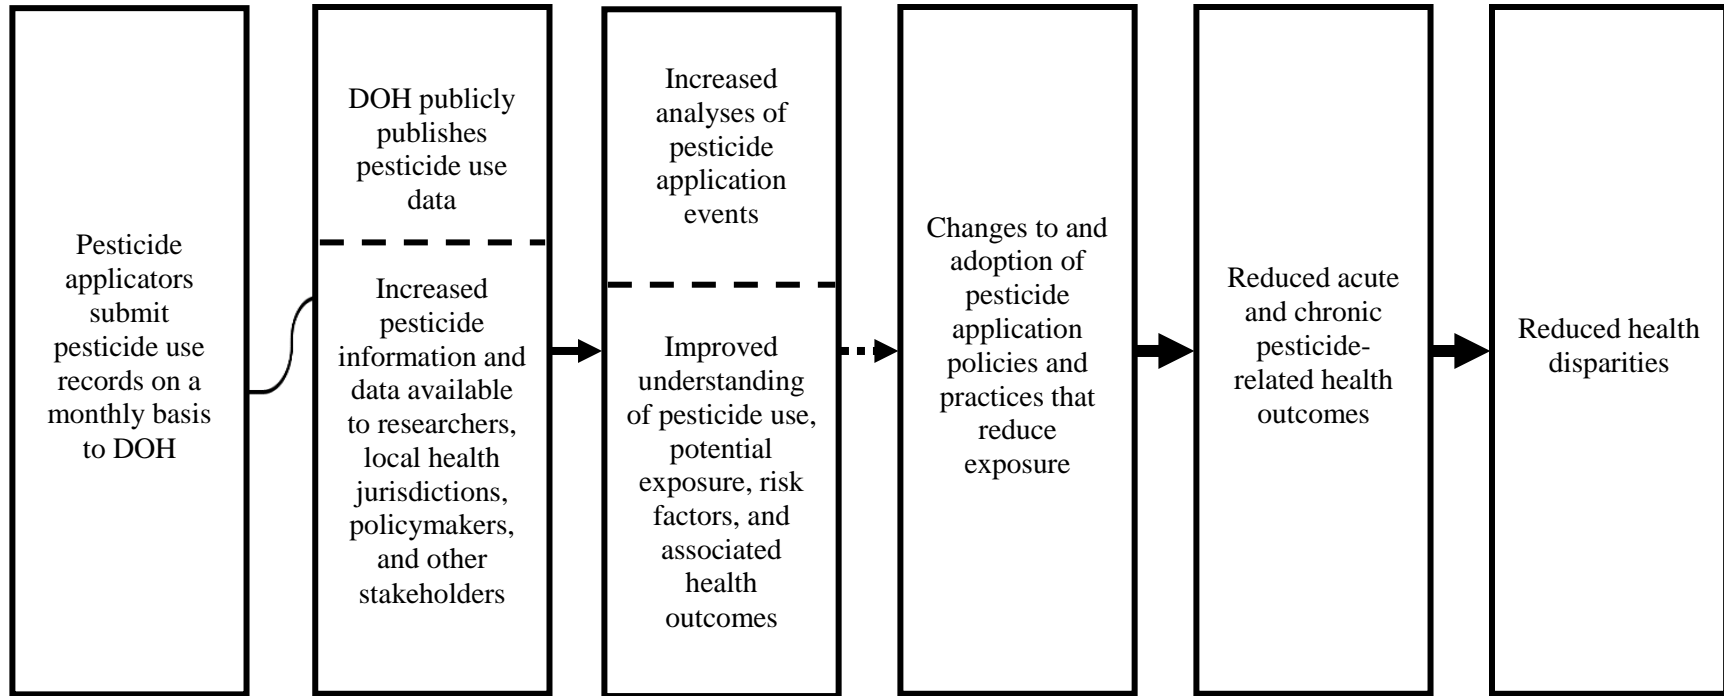 Pesticide
applicators
submit
pesticide use
records on a
monthly basis
to DOH
DOH publicly
publishes
pesticide use
data
Increased
pesticide
information and
data available
to researchers,
local health
jurisdictions,
policymakers,
and other
stakeholders
Increased
analyses of
pesticide
application
events
Improved
understanding
of pesticide use,
potential
exposure, risk
factors, and
associated
health
outcomes
Changes to and
adoption of
pesticide
application
policies and
practices that
reduce
exposure
Reduced acute
and chronic
pesticide-
related health
outcomes
Reduced health
disparities